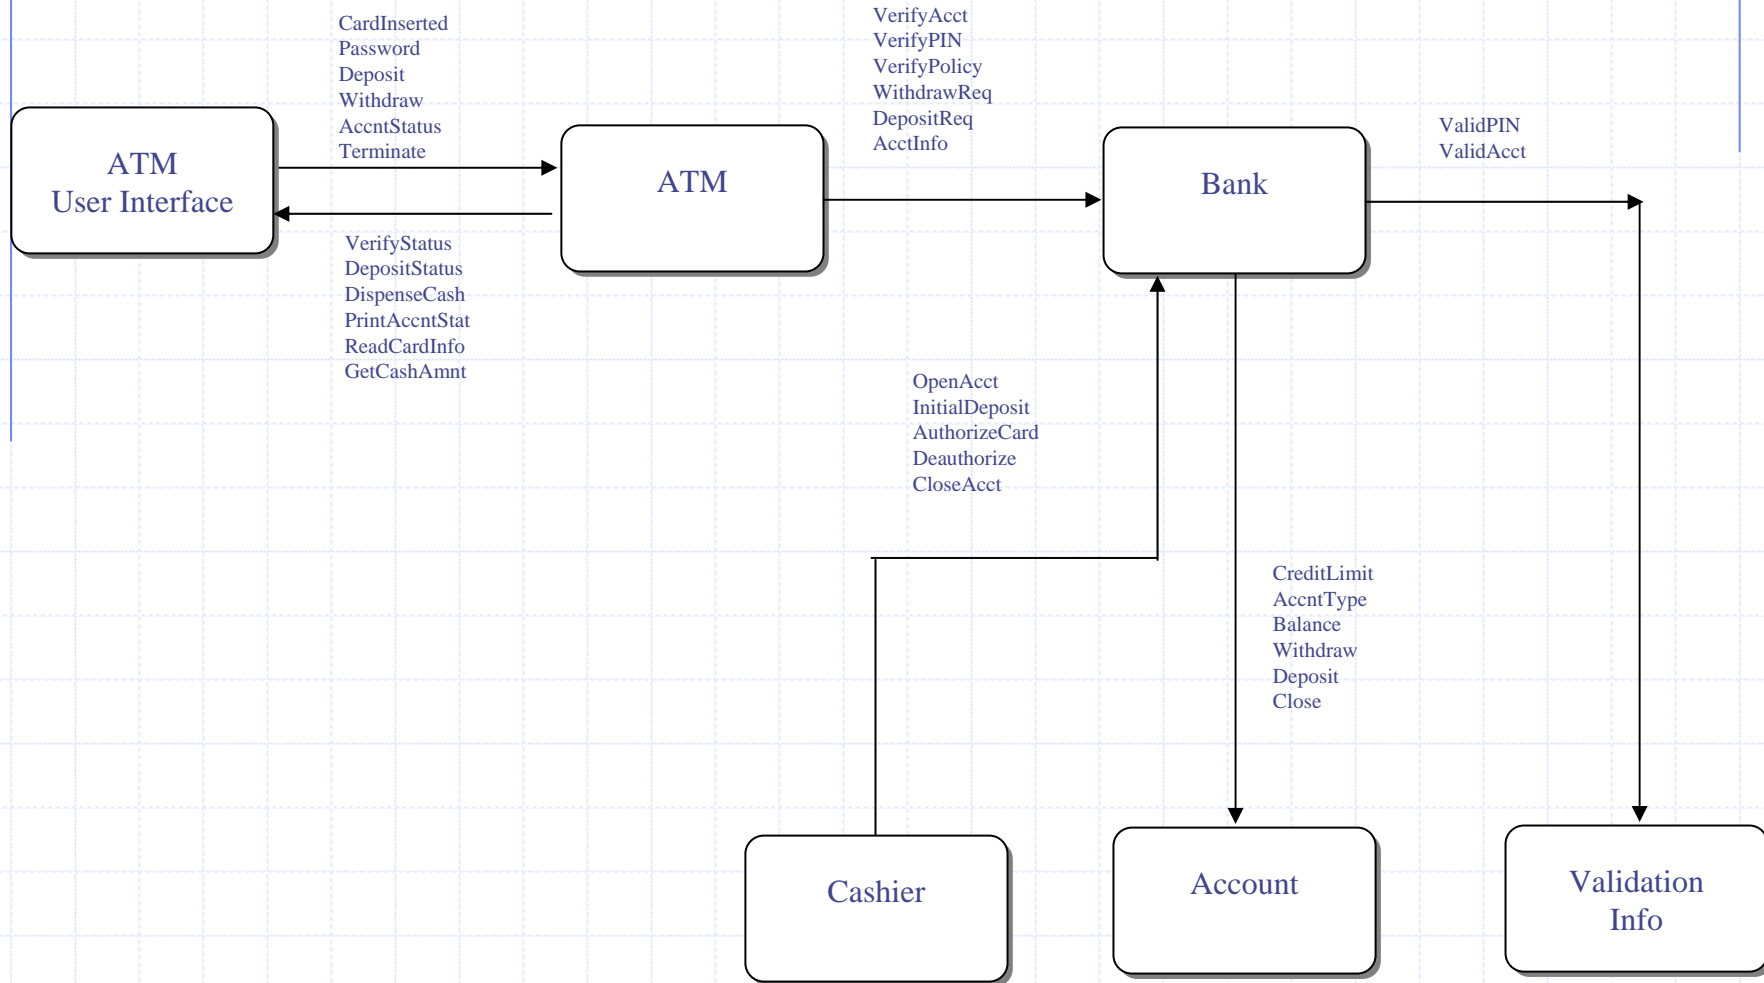 CardInserted
Password
Deposit
Withdraw
AccntStatus
Terminate
VerifyAcct
VerifyPIN
VerifyPolicy
WithdrawReq
DepositReq
AcctInfo
ValidPIN
ValidAcct
ATM
User Interface
ATM
Bank
VerifyStatus
DepositStatus
DispenseCash
PrintAccntStat
ReadCardInfo
GetCashAmnt
OpenAcct
InitialDeposit
AuthorizeCard
Deauthorize
CloseAcct
CreditLimit
AccntType
Balance
Withdraw
Deposit
Close
Cashier
Account
Validation
Info